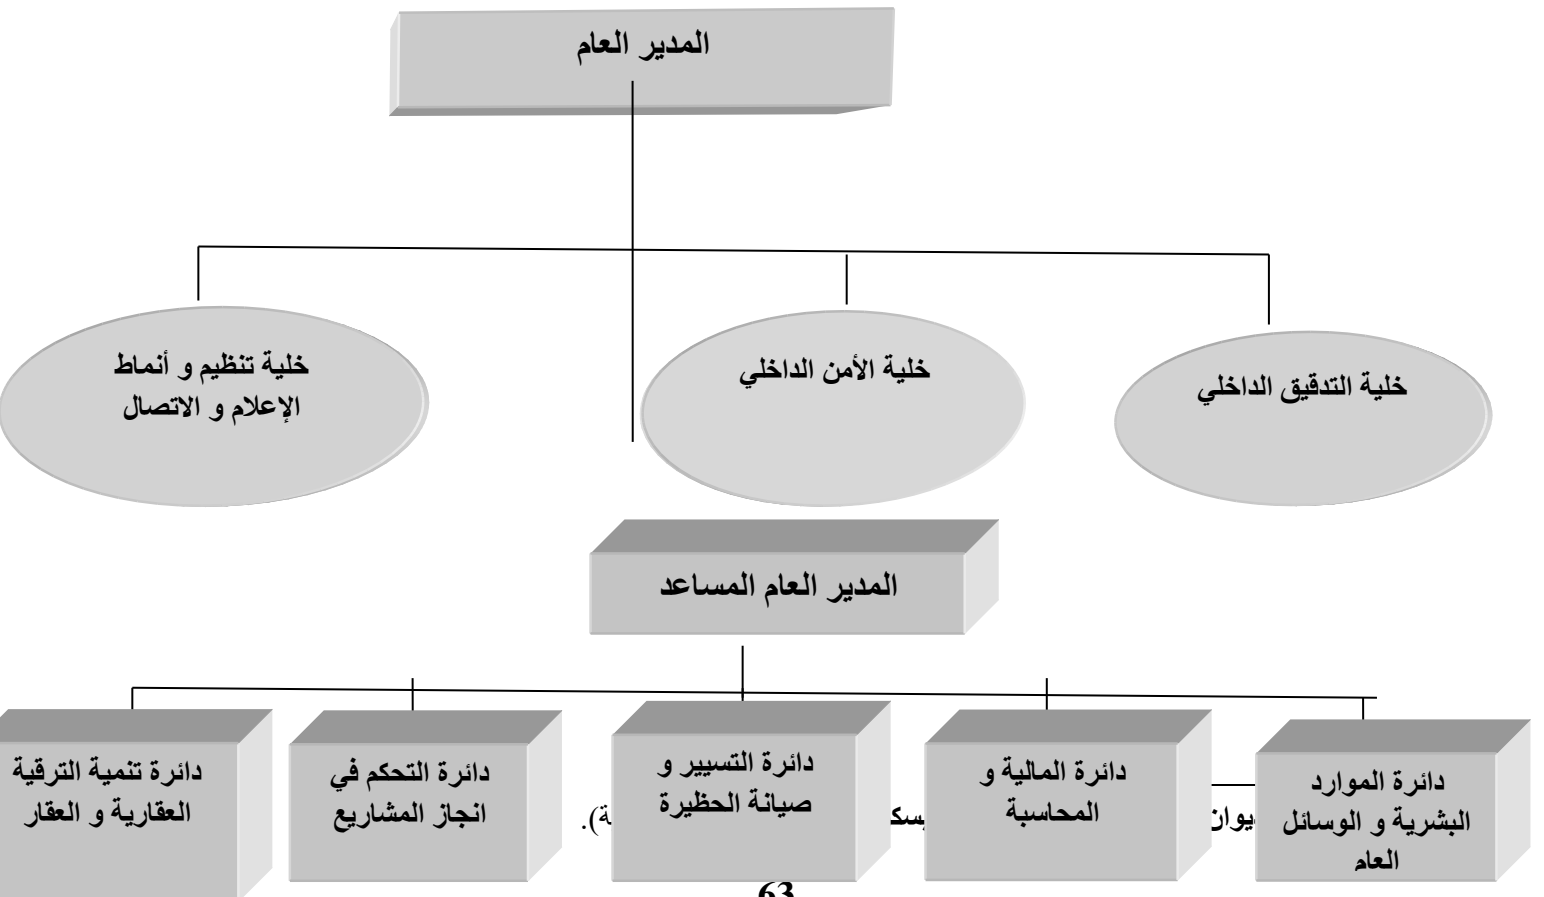 المدير العام
خلية التدقيق الداخلي
خلية الأمن الداخلي
خلية تنظيم و أنماط
الإعلام و الاتصال
المدير العام المساعد
دائرة الموارد
البشرية و الوسائل
العام
دائرة المالية و
المحاسبة
دائرة التسيير و
صيانة الحظيرة
دائرة التحكم في
انجاز المشاريع
دائرة تنمية الترقية
العقارية و العقار
63